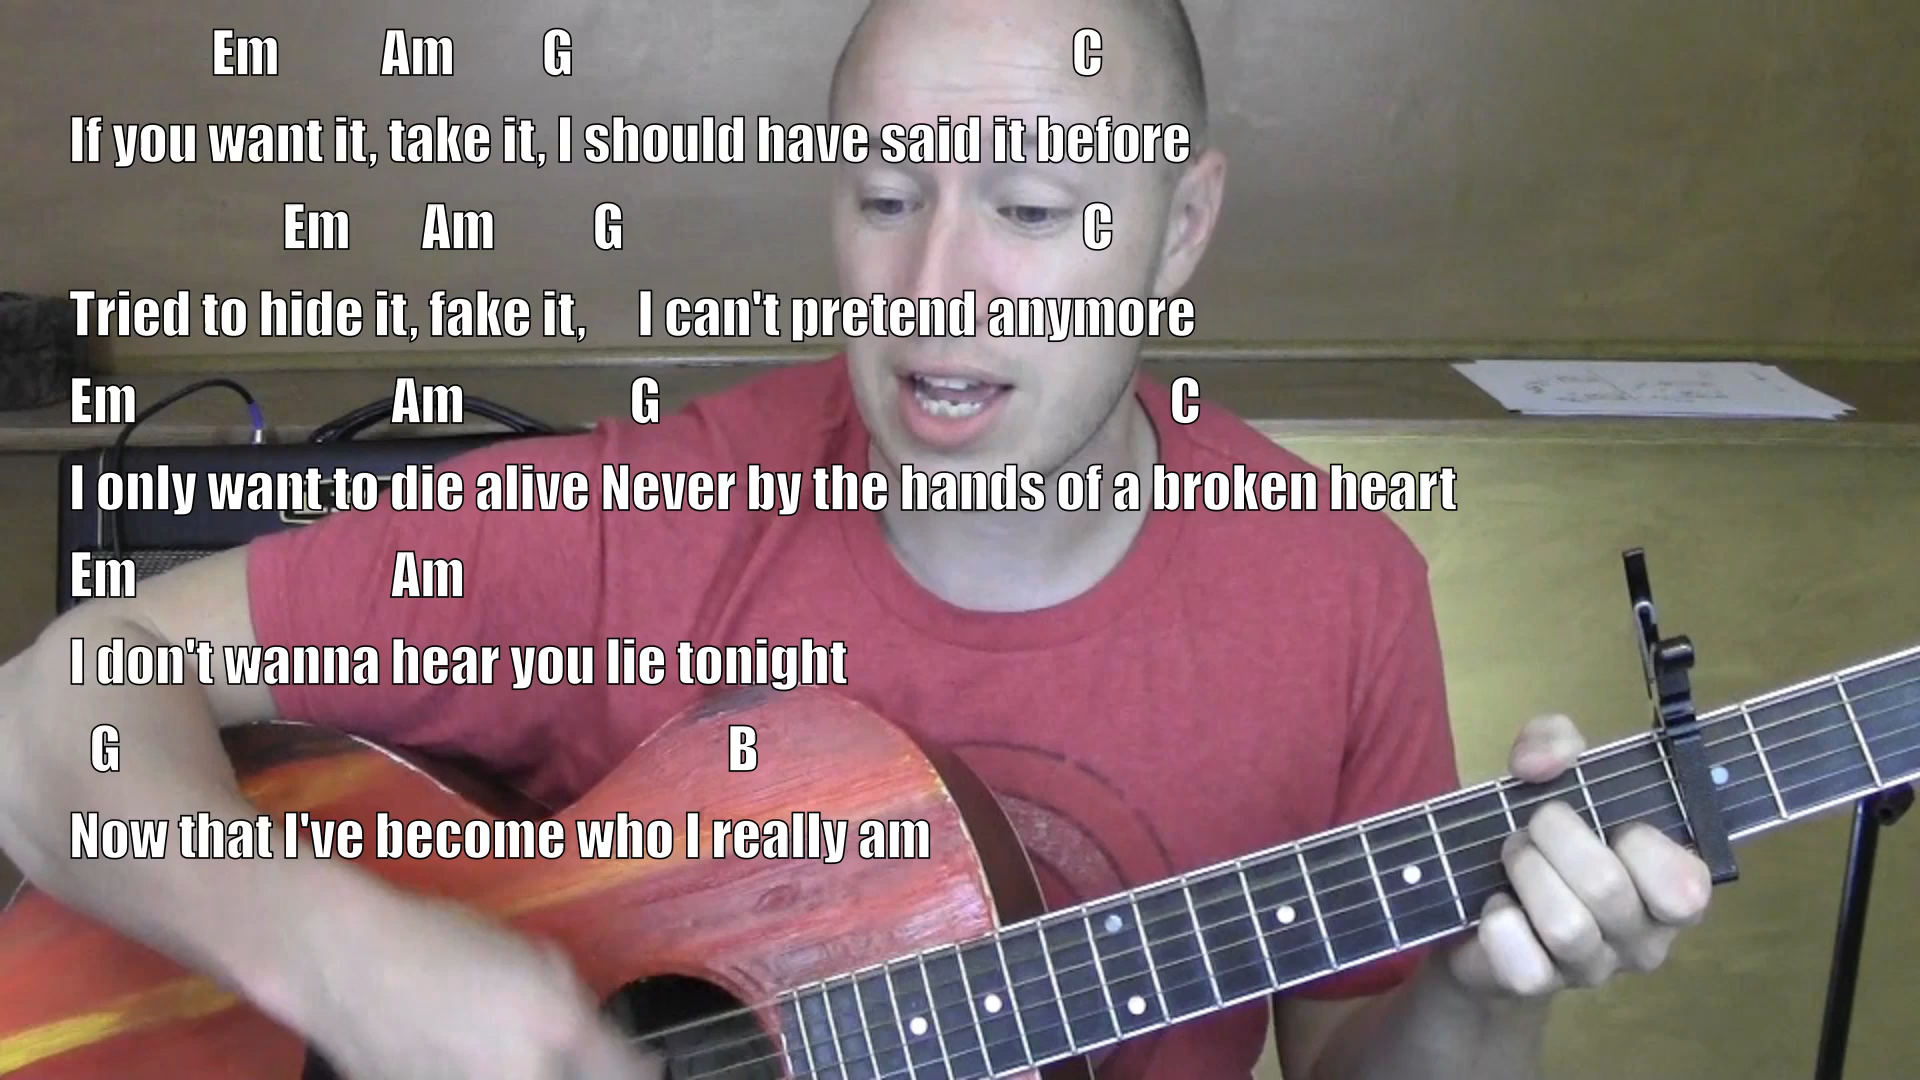 Em Am G C
If you want it, take it, I should have said it before
Em Am G C
Tried to hide it, fake it, I can't pretend anymore
Em Am G C
I only want to die alive Never by the hands of a broken heart
Em Am
I don't wanna hear you lie tonight
G B
Now that I've become who I really am